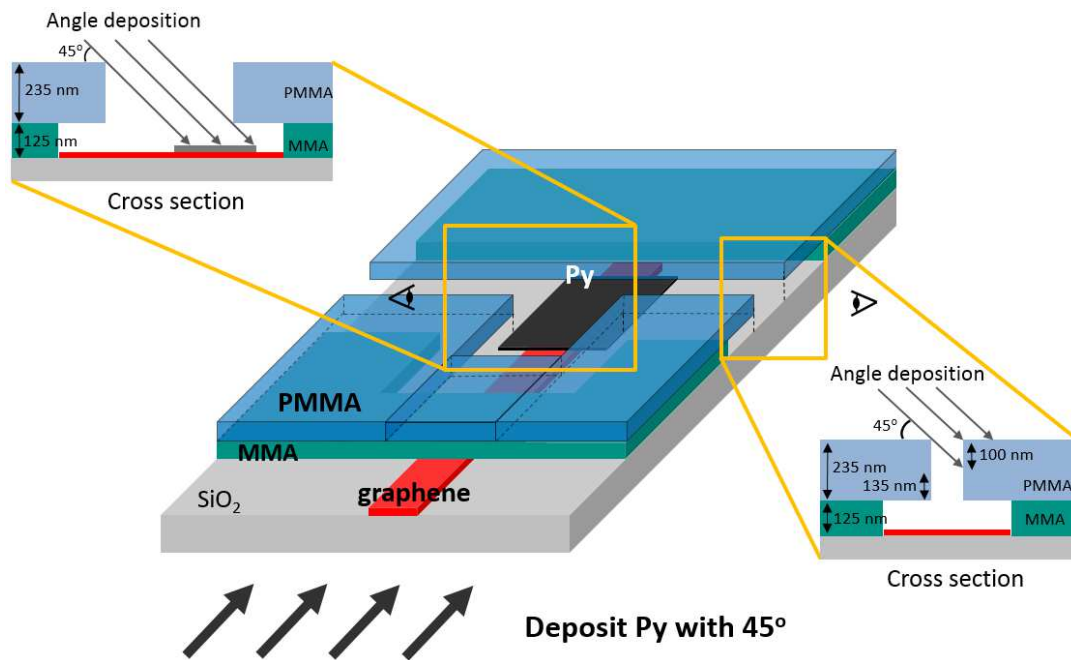 Angle deposition
45°
235 nm
PMMA
125 nm
MMA
Cross section
Py
PMMA
MMA
SiO₂
graphene
Angle deposition
45°
235 nm
100 nm
135 nm
PMMA
125 nm
MMA
Cross section
Deposit Py with 45°